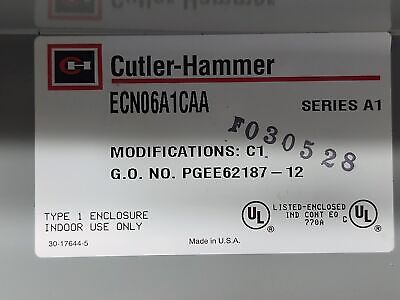 CH
Cutler-Hammer
ECN06A1CAA
SERIES A1
F030528
MODIFICATIONS: C1
G.O. NO. PGEE62187-12
TYPE 1 ENCLOSURE
INDOOR USE ONLY
30-17644-5
Made in U.S.A.
UL
LISTED-ENCLOSED
IND CONT EQ
770A
C UL